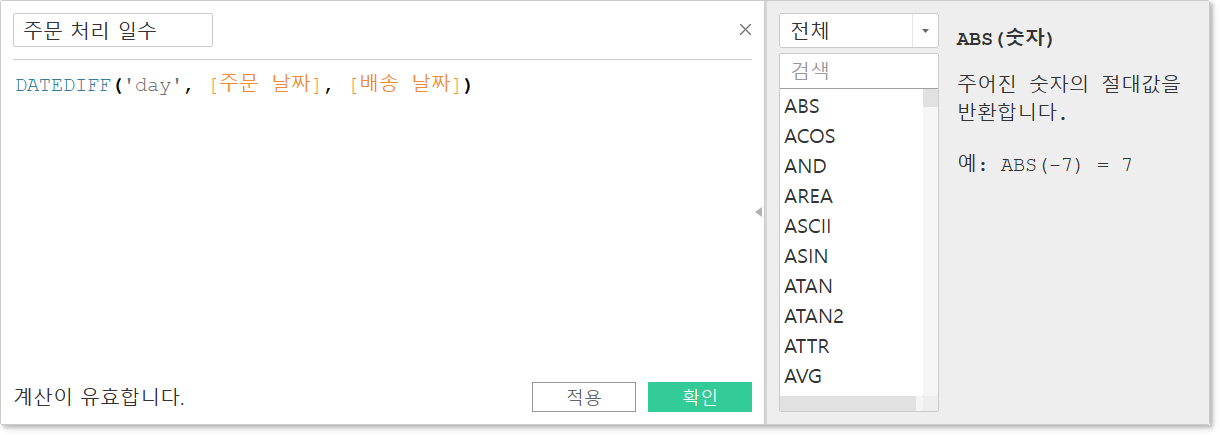 주문 처리 일수
×
DATEDIFF('day', [주문 날짜], [배송 날짜])
계산이 유효합니다.
적용
확인
전체
검색
ABS
ACOS
AND
AREA
ASCII
ASIN
ATAN
ATAN2
ATTR
AVG
ABS(숫자)
주어진 숫자의 절대값을
반환합니다.
예: ABS(-7) = 7